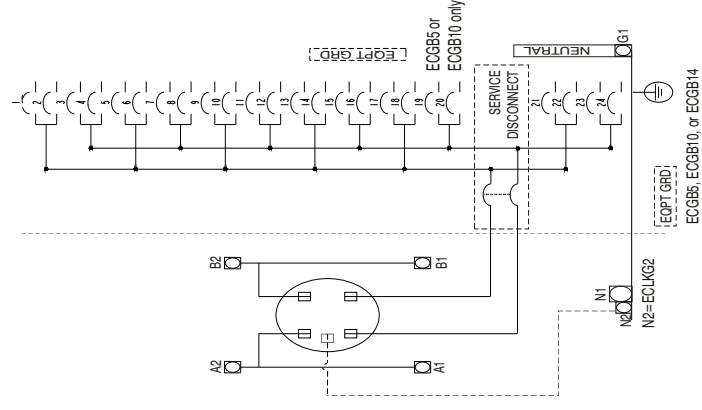 1
2
3
4
5
6
7
8
9
10
11
12
13
14
15
16
17
18
19
20
21
22
23
24
EQPT GRD
ECGB5 or
ECGB10 only
SERVICE
DISCONNECT
NEUTRAL
G1
EQPT GRD
ECGB5, ECGB10, or ECGB14
B2
B1
A2
A1
N1
N2
N2=ECLKG2